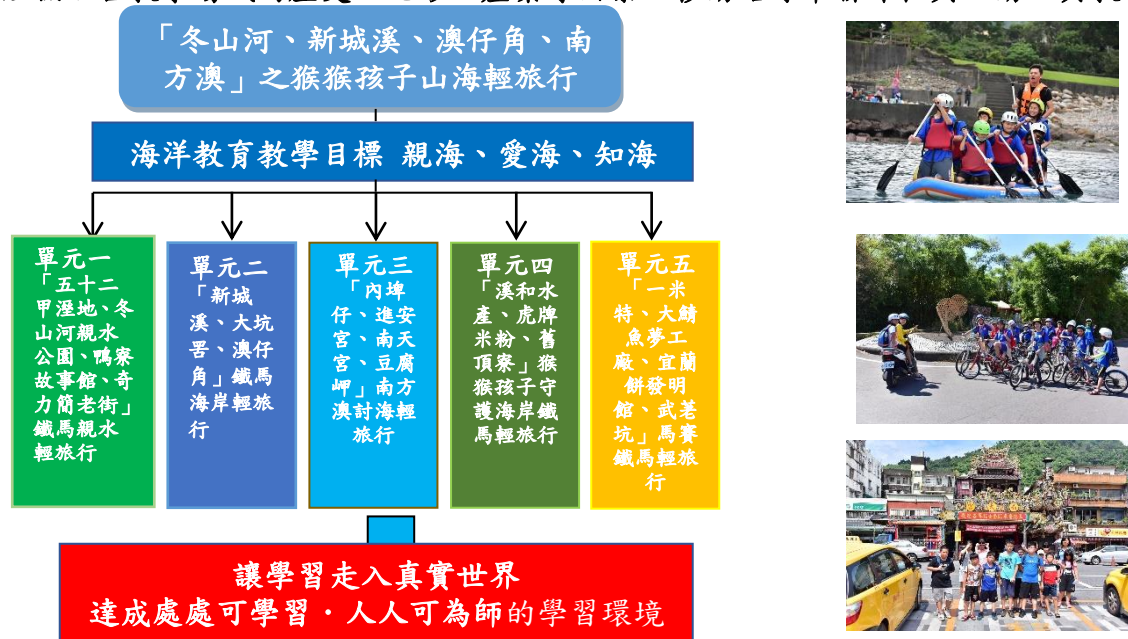 「冬山河、新城溪、澳仔角、南
方澳」之猴猴孩子山海輕旅行
海洋教育教學目標 親海、愛海、知海
單元一
「五十二
甲溼地、冬
山河親水
公園、鴨寮
故事館、奇
力簡老街」
鐵馬親水
輕旅行
單元二
「新城
溪、大坑
罟、澳仔
角」鐵馬
海岸輕旅
行
單元三
「內埤
仔、進安
宮、南天
宮、豆腐
岬」南方
澳討海輕
旅行
單元四
「溪和水
產、虎牌
米粉、舊
頂寮」猴
猴孩子守
護海岸鐵
馬輕旅行
單元五
「一米
特、大鯖
魚夢工
廠、宜蘭
餅發明
館、武荖
坑」馬賽
鐵馬輕旅
行
讓學習走入真實世界
達成處處可學習．人人可為師的學習環境